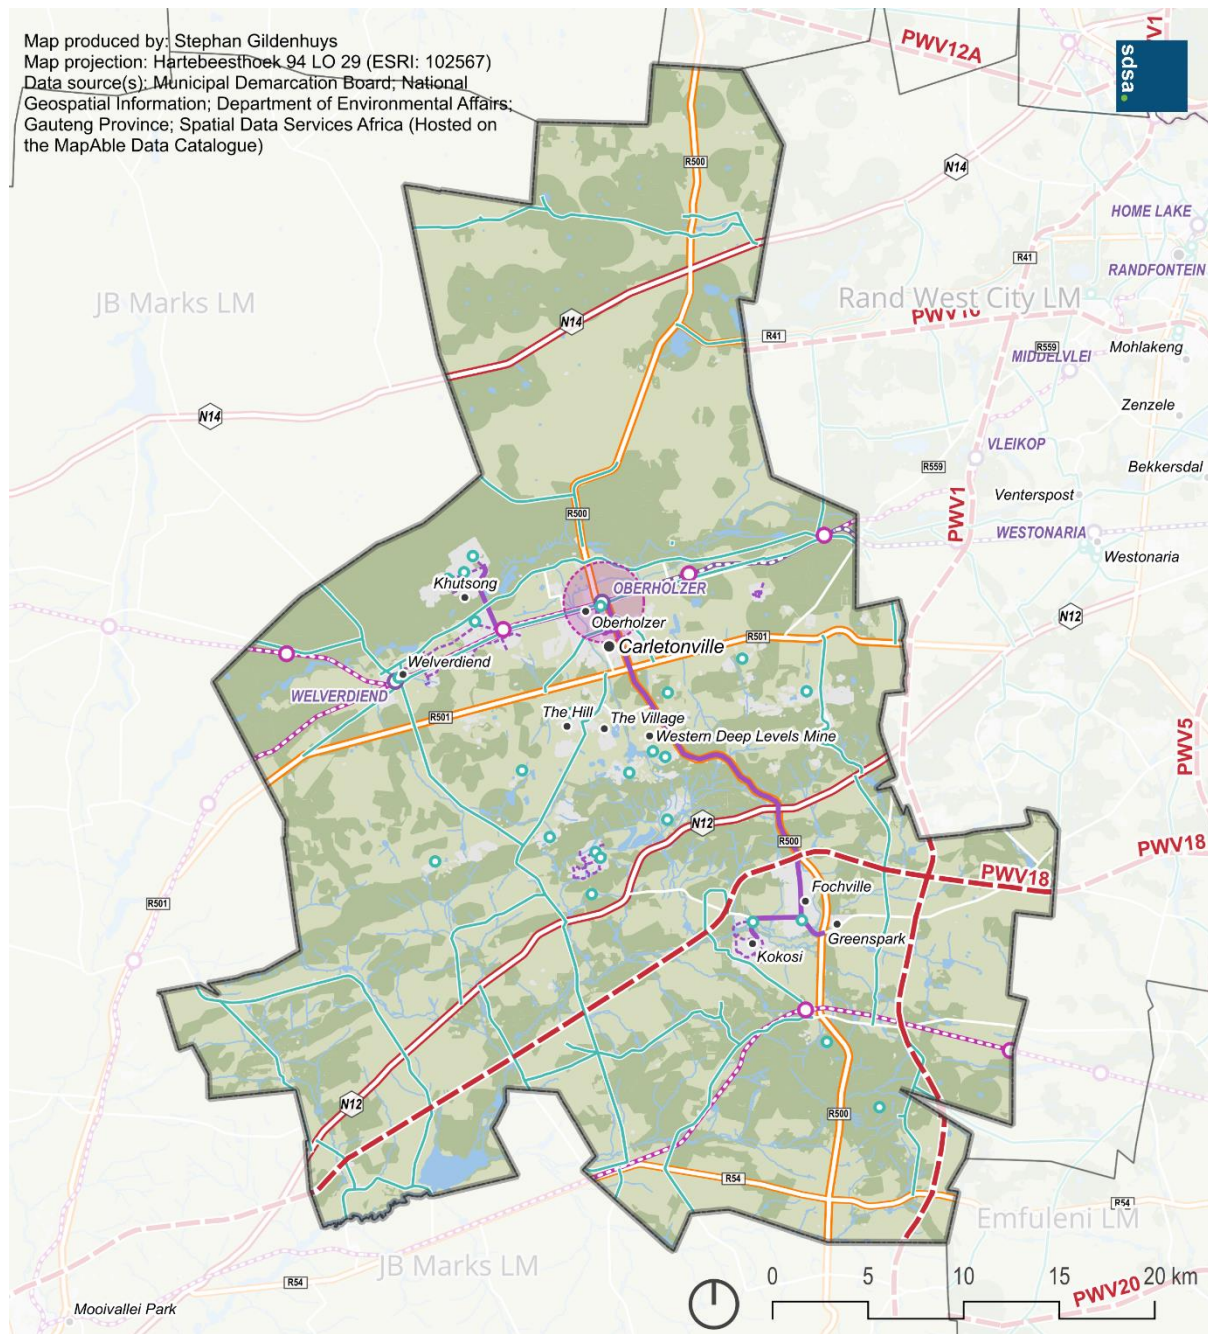 Map produced by: Stephan Gildenhuys
Map projection: Hartebeesthoek 94 LO 29 (ESRI: 102567)
Data source(s): Municipal Demarcation Board; National
Geospatial Information; Department of Environmental Affairs;
Gauteng Province; Spatial Data Services Africa (Hosted on
the MapAble Data Catalogue)
PWV12A
PWV1
sdsa.
R500
N14
HOME LAKE
R41
RANDFONTEIN
JB Marks LM
Rand West City LM
N14
PWV16
R41
R559
MIDDELVLEI
Mohlakeng
N14
Zenzele
VLEIKOP
R559
Bekkersdal
Venterspost
PWV1
R500
WESTONARIA
Westonaria
Khutsong
OBERHOLZER
Oberholzer
N12
R501
Carletonville
Welverdiend
WELVERDIEND
The Hill
The Village
R501
Western Deep Levels Mine
PWV5
N12
R500
PWV18
PWV18
Fochville
R501
Greenspark
Kokosi
N12
R500
R54
R54
Emfuleni LM
JB Marks LM
R54
0 5 10 15 20 km
PWV20
Mooivallei Park